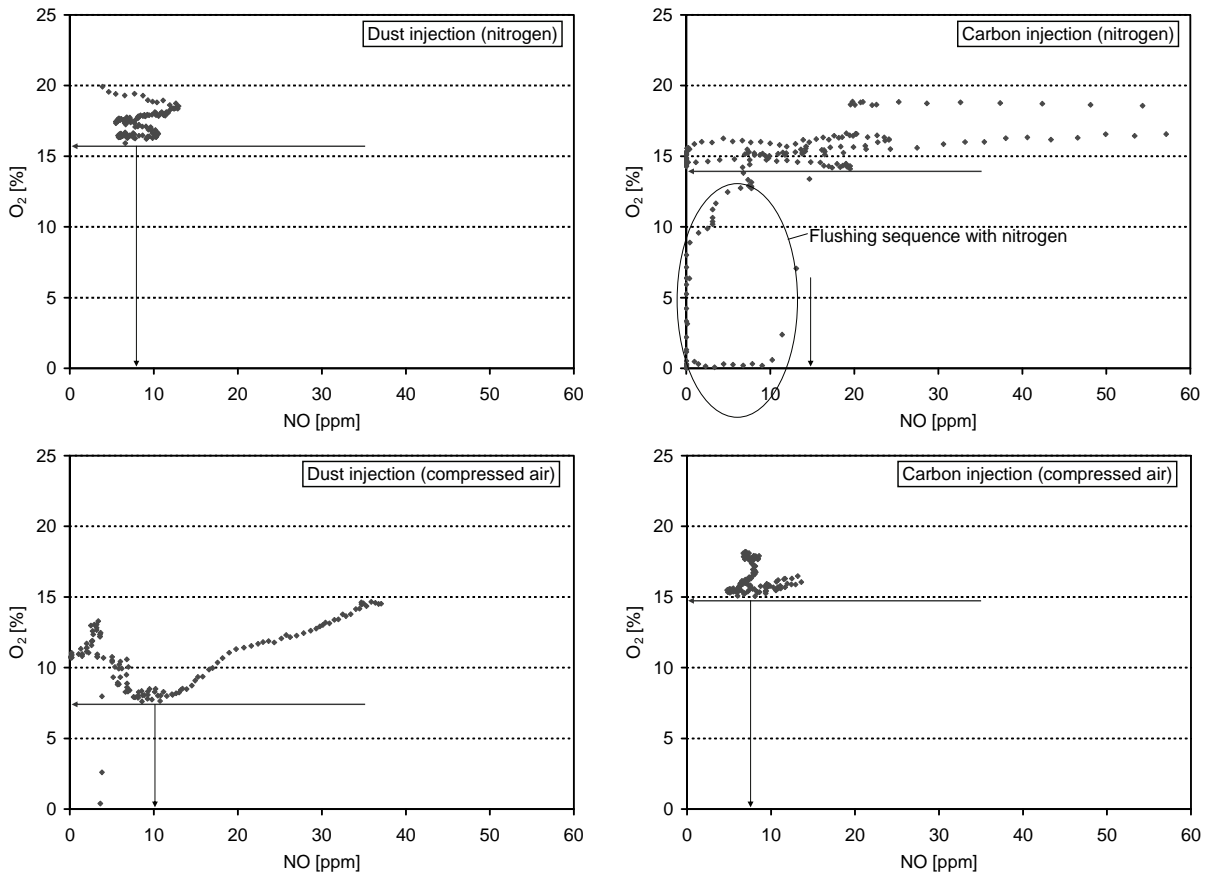 Dust injection (nitrogen)
25
20
15
10
5
0
O2 [%]
0 10 20 30 40 50 60
NO [ppm]
Carbon injection (nitrogen)
25
20
15
10
5
0
O2 [%]
Flushing sequence with nitrogen
0 10 20 30 40 50 60
NO [ppm]
Dust injection (compressed air)
25
20
15
10
5
0
O2 [%]
0 10 20 30 40 50 60
NO [ppm]
Carbon injection (compressed air)
25
20
15
10
5
0
O2 [%]
0 10 20 30 40 50 60
NO [ppm]